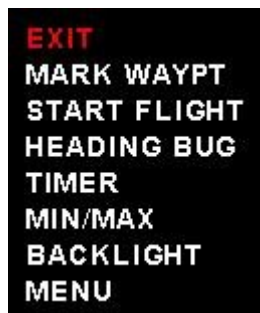 EXIT
MARK WAYPT
START FLIGHT
HEADING BUG
TIMER
MIN/MAX
BACKLIGHT
MENU